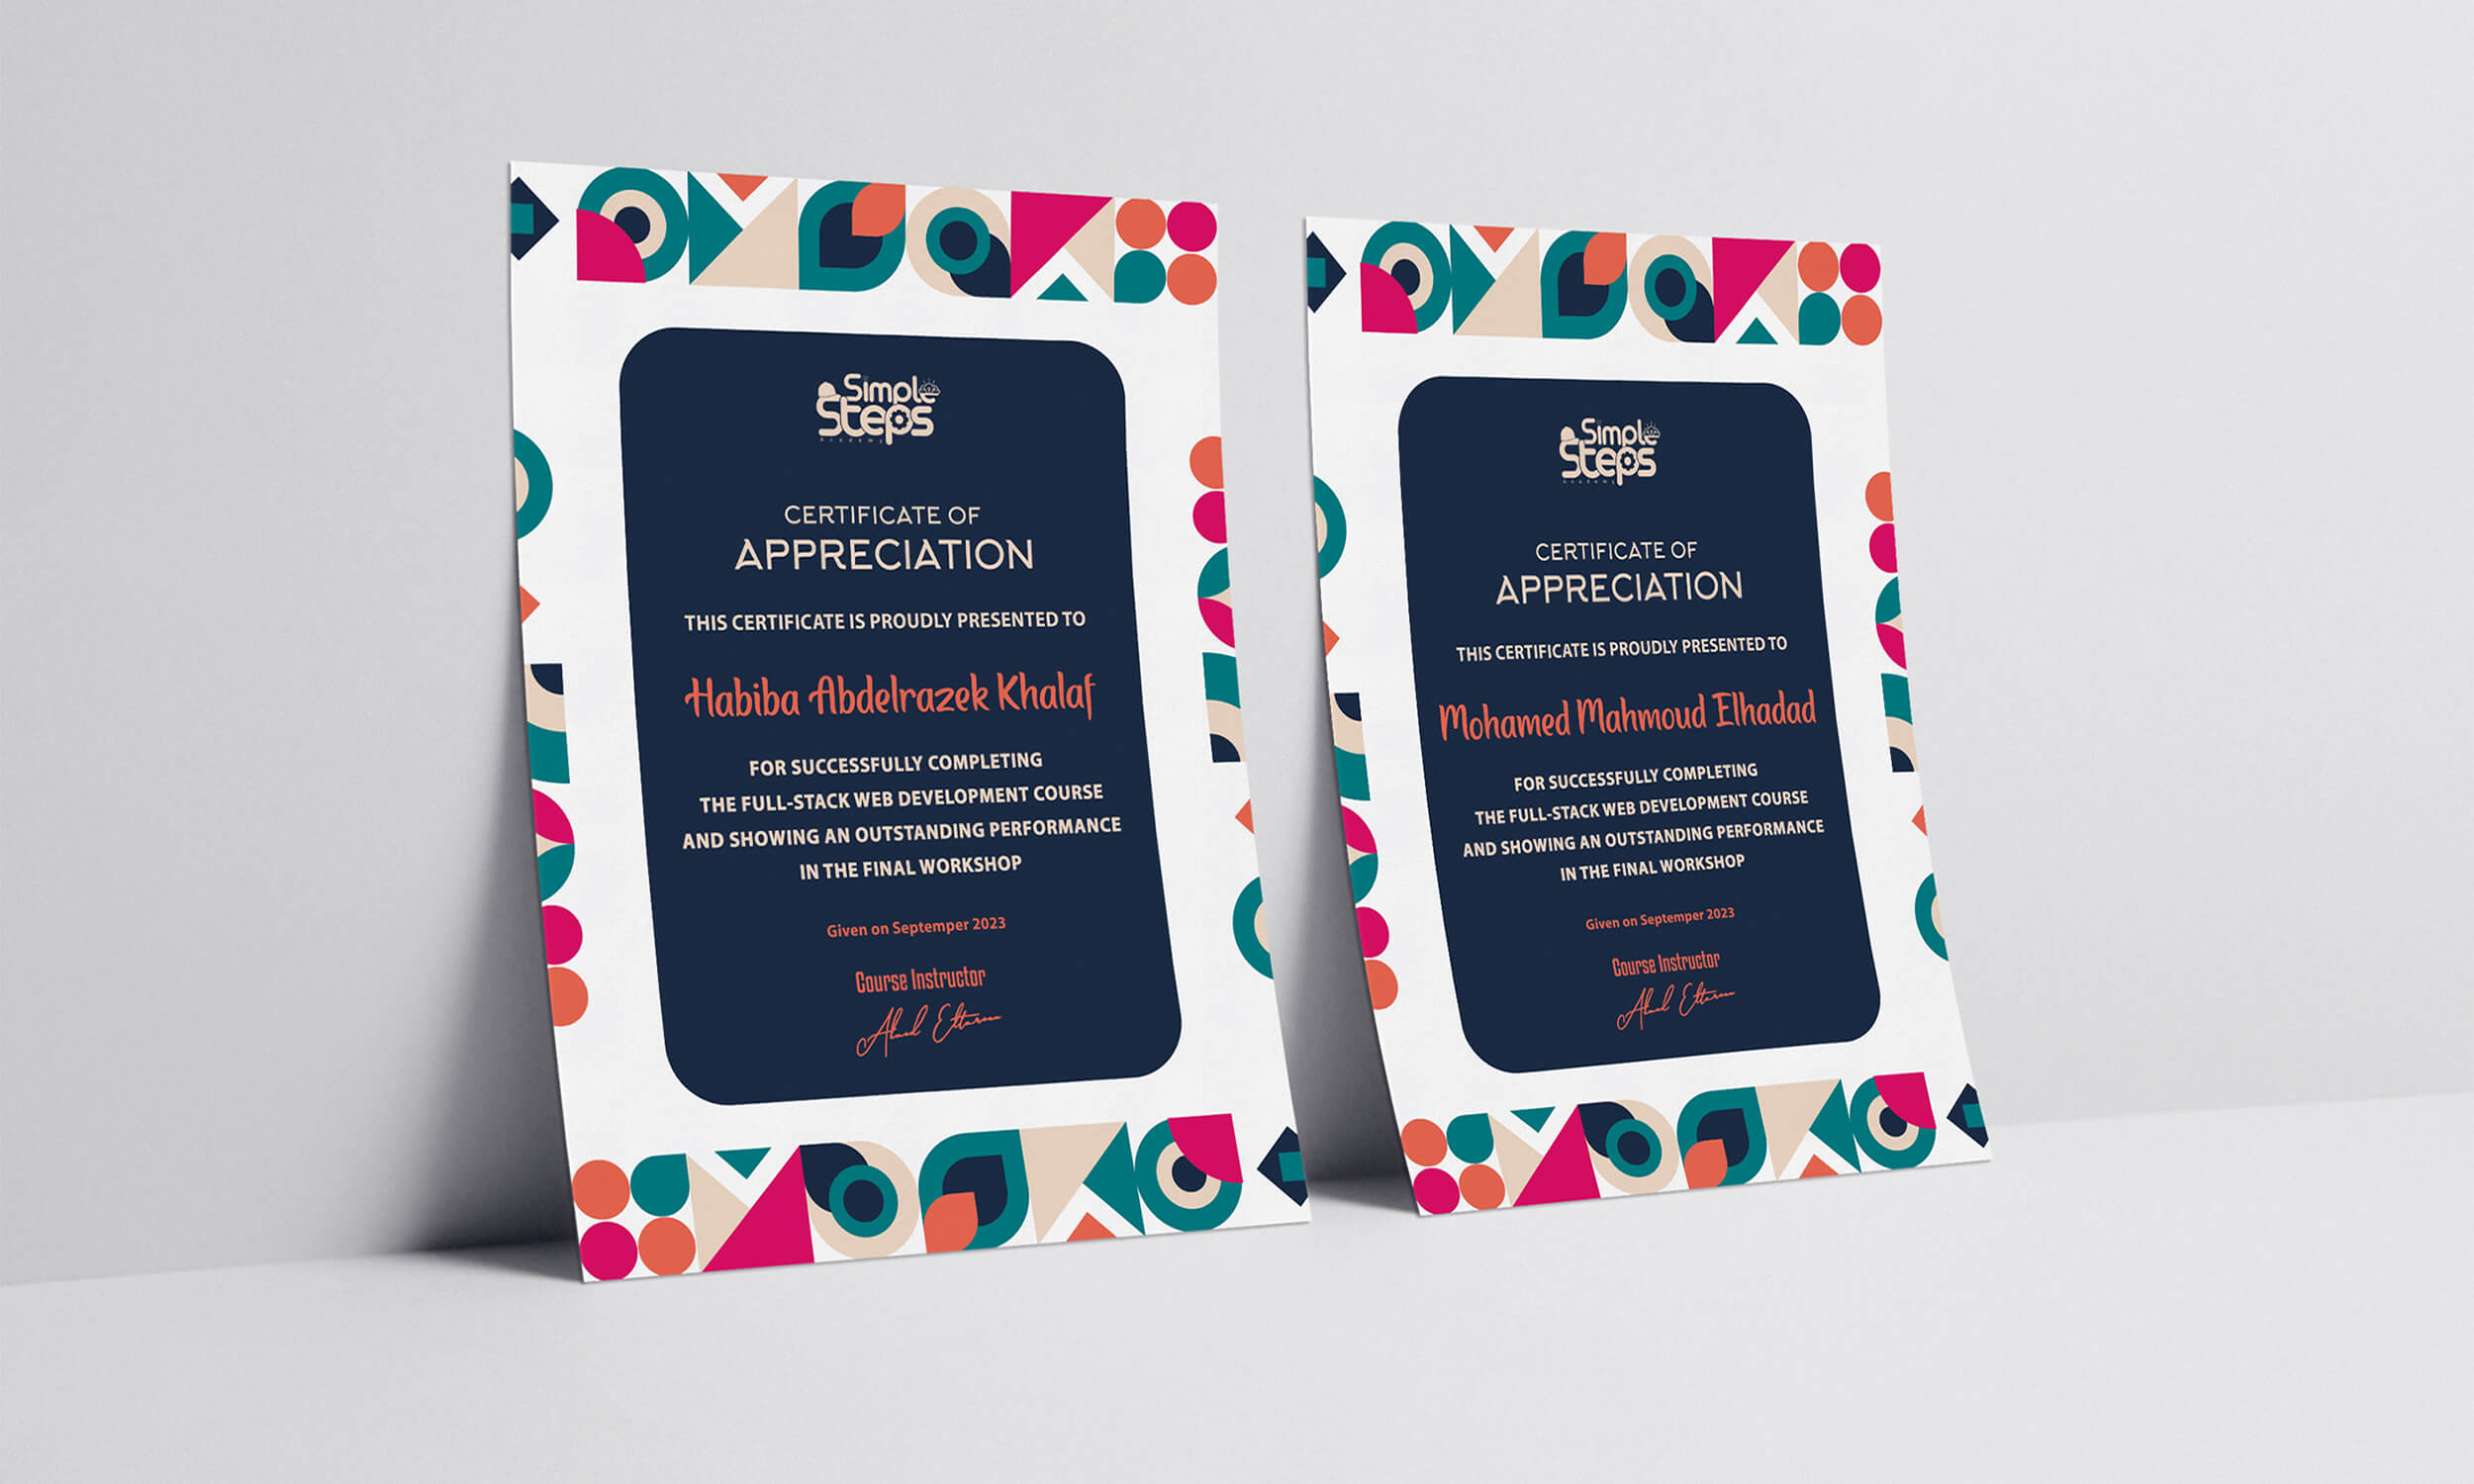 Simple
Steps
Academy
CERTIFICATE OF
APPRECIATION
THIS CERTIFICATE IS PROUDLY PRESENTED TO
Habiba Abdelrazek Khalaf
FOR SUCCESSFULLY COMPLETING
THE FULL-STACK WEB DEVELOPMENT COURSE
AND SHOWING AN OUTSTANDING PERFORMANCE
IN THE FINAL WORKSHOP
Given on Septemper 2023
Course Instructor
Simple
Steps
Academy
CERTIFICATE OF
APPRECIATION
THIS CERTIFICATE IS PROUDLY PRESENTED TO
Mohamed Mahmoud Elhadad
FOR SUCCESSFULLY COMPLETING
THE FULL-STACK WEB DEVELOPMENT COURSE
AND SHOWING AN OUTSTANDING PERFORMANCE
IN THE FINAL WORKSHOP
Given on Septemper 2023
Course Instructor